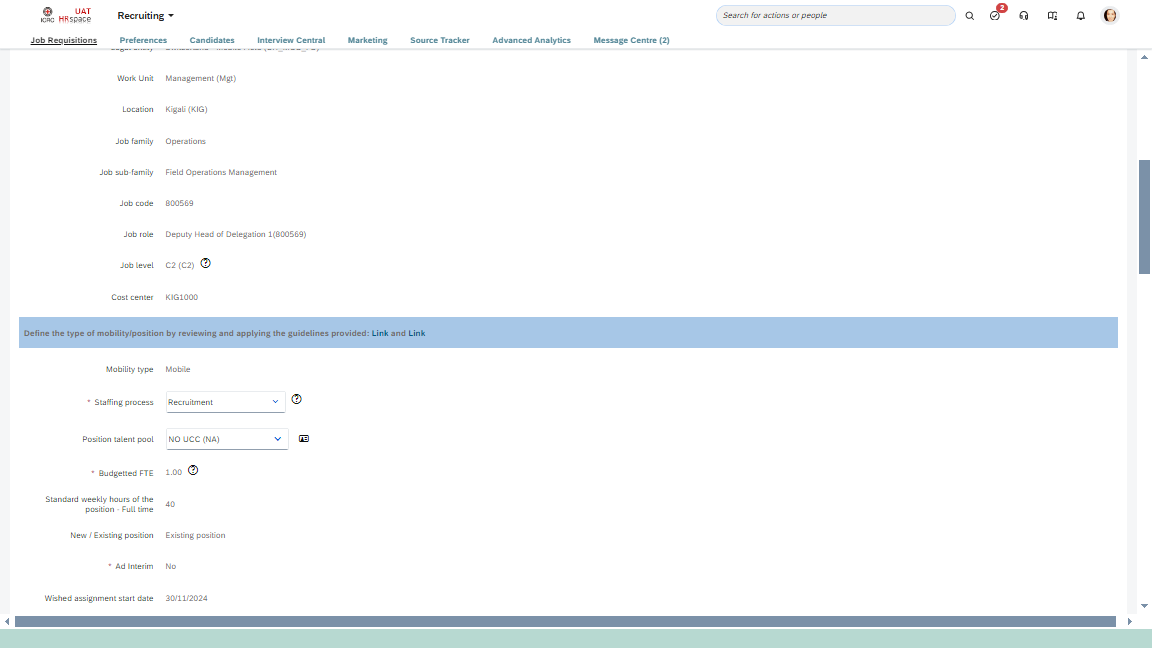 UAT
ICRC HRspace
Recruiting
Search for actions or people
2
Job Requisitions Preferences Candidates Interview Central Marketing Source Tracker Advanced Analytics Message Centre (2)
Work Unit Management (Mgt)
Location Kigali (KIG)
Job family Operations
Job sub-family Field Operations Management
Job code 800569
Job role Deputy Head of Delegation 1(800569)
Job level C2 (C2)
Cost center KIG1000
Define the type of mobility/position by reviewing and applying the guidelines provided: Link and Link
Mobility type Mobile
* Staffing process Recruitment
Position talent pool NO UCC (NA)
* Budgetted FTE 1.00
Standard weekly hours of the
position - Full time 40
New / Existing position Existing position
* Ad Interim No
Wished assignment start date 30/11/2024